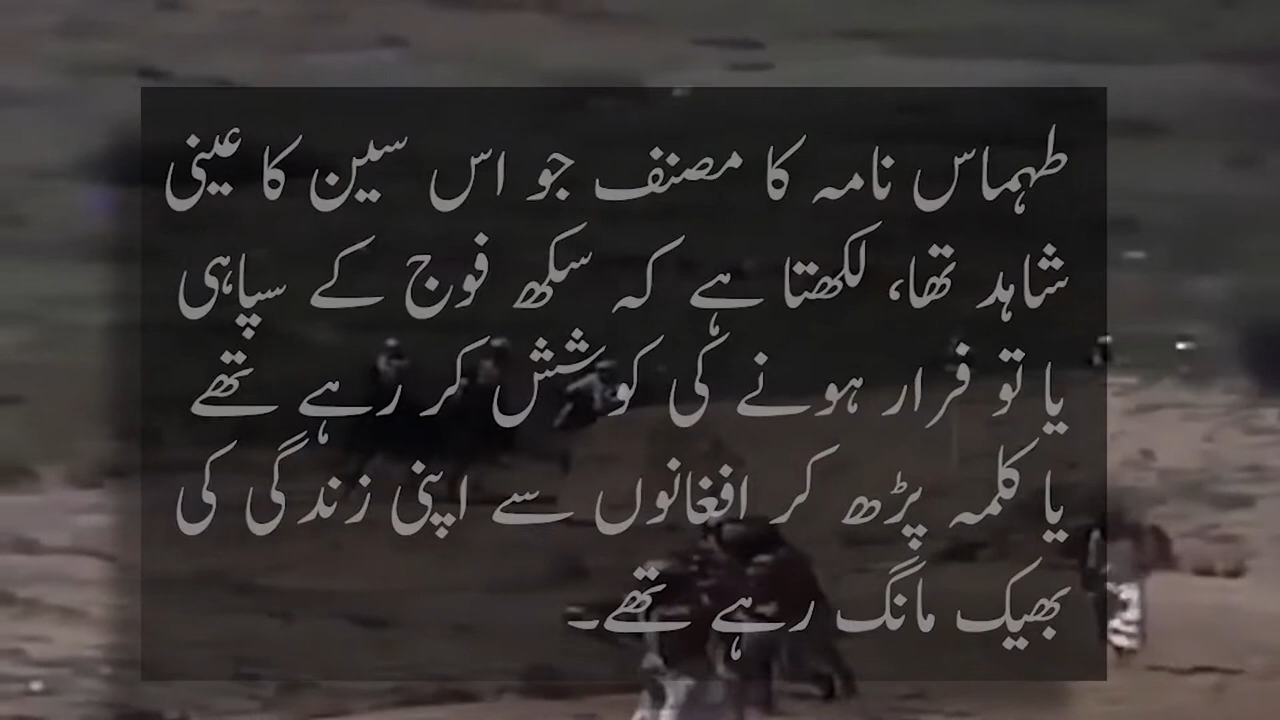 طہماس نامہ کا مصنف جو اس سین کا عینی
شاہد تھا، لکھتا ہے کہ سکھ فوج کے سپاہی
یا تو فرار ہونے کی کوشش کر رہے تھے
یا کلمہ پڑھ کر افغانوں سے اپنی زندگی کی
بھیک مانگ رہے تھے۔